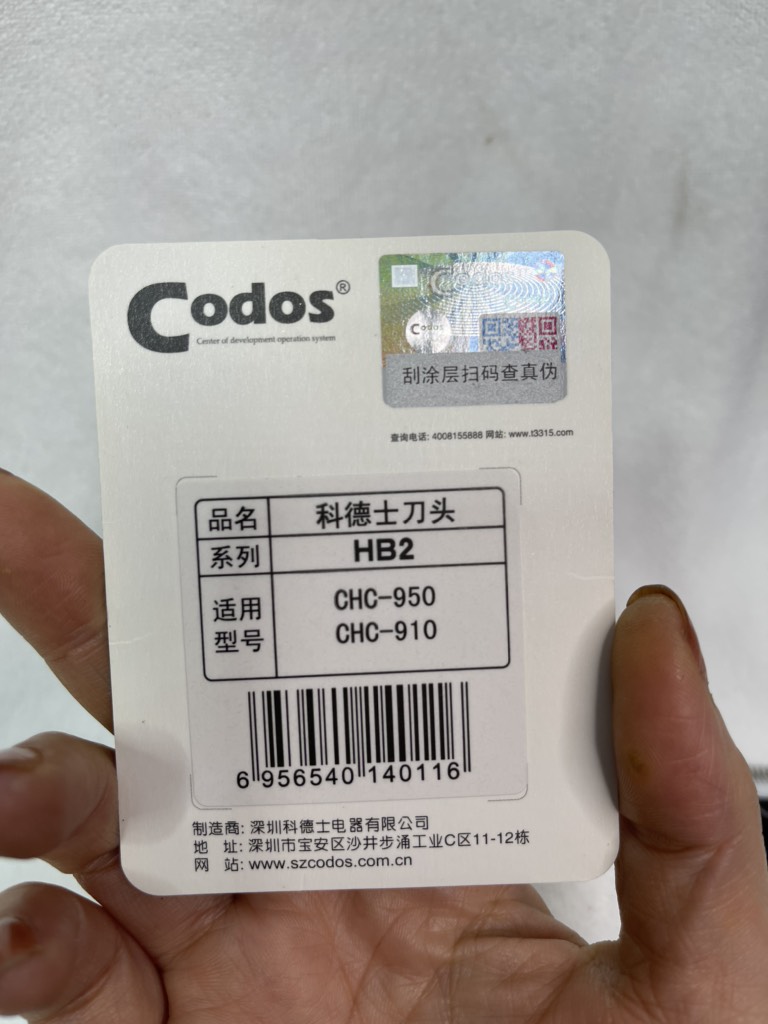 Codos®
Center of development operation system
Codos
刮涂层扫码查真伪
查询电话: 4008155888 网站: www.t3315.com
品名 科德士刀头
系列 HB2
适用型号 CHC-950
CHC-910
6 956540 140116
制造商: 深圳科德士电器有限公司
地 址: 深圳市宝安区沙井步涌工业C区11-12栋
网 站: www.szcodos.com.cn